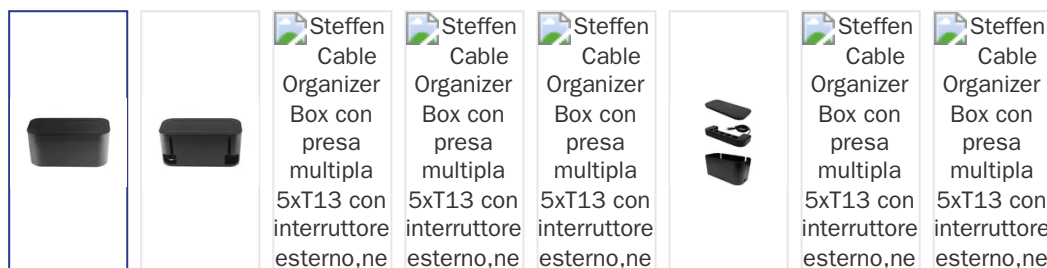 Steffen
Cable
Organizer
Box con
presa
multipla
5xT13 con
interruttore
esterno,ne
Steffen
Cable
Organizer
Box con
presa
multipla
5xT13 con
interruttore
esterno,ne
Steffen
Cable
Organizer
Box con
presa
multipla
5xT13 con
interruttore
esterno,ne
Steffen
Cable
Organizer
Box con
presa
multipla
5xT13 con
interruttore
esterno,ne
Steffen
Cable
Organizer
Box con
presa
multipla
5xT13 con
interruttore
esterno,ne